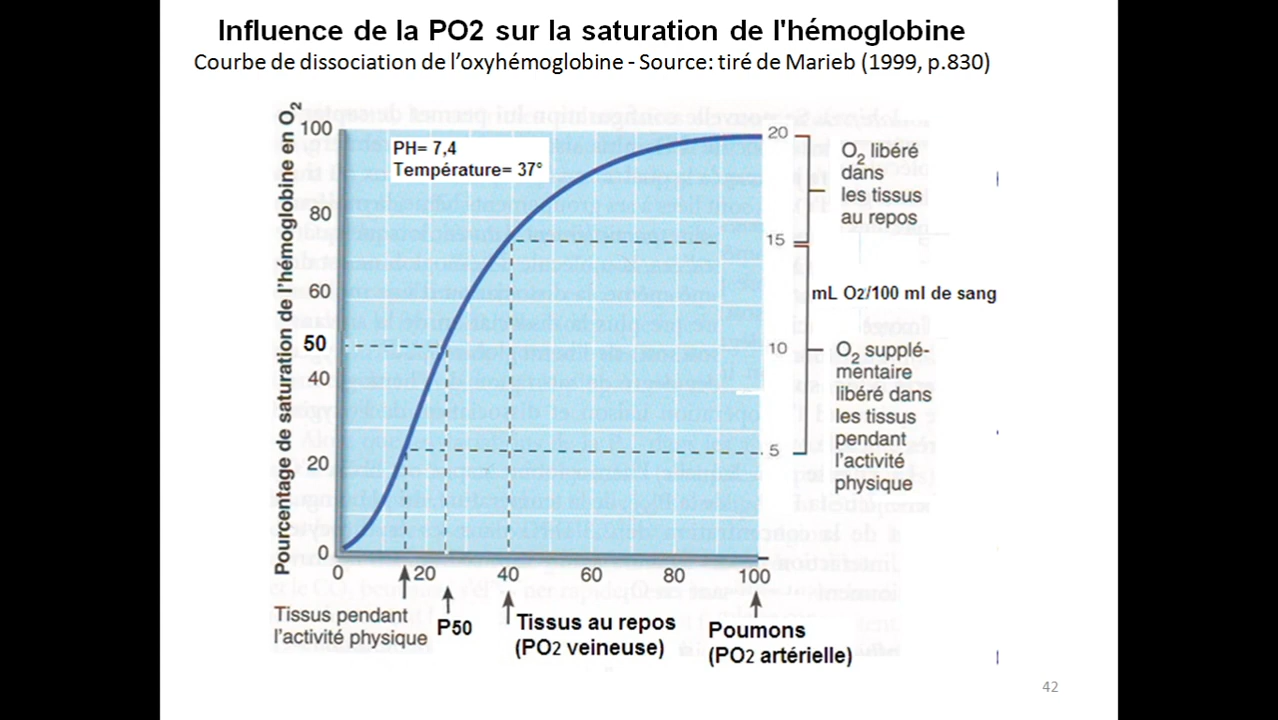 Influence de la PO2 sur la saturation de l'hémoglobine
Courbe de dissociation de l’oxyhémoglobine - Source: tiré de Marieb (1999, p.830)
Pourcentage de saturation de l'hémoglobine en O₂
100
80
60
50
40
20
0
PH= 7,4
Température= 37°
20
15
10
5
O₂ libéré
dans
les tissus
au repos
mL O₂/100 ml de sang
O₂ supplé-
mentaire
libéré dans
les tissus
pendant
l'activité
physique
0 20 40 60 80 100
Tissus pendant
l'activité physique
P50
Tissus au repos
(PO2 veineuse)
Poumons
(PO2 artérielle)
42